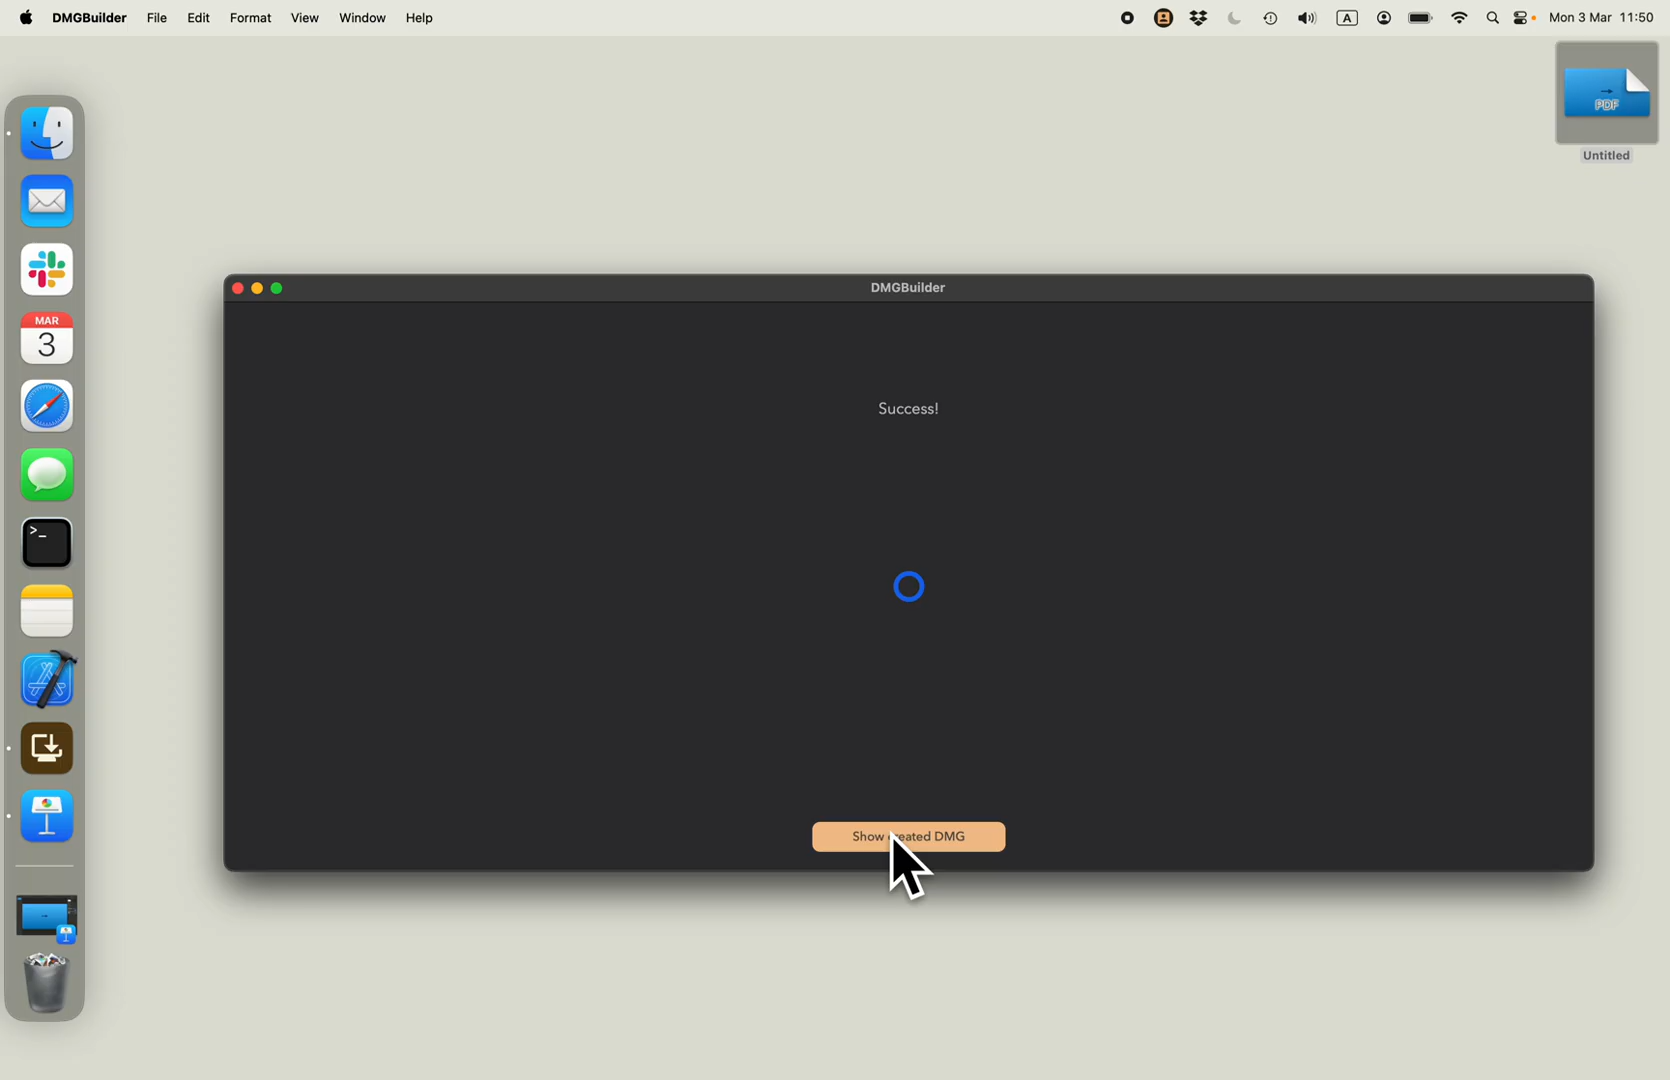 DMGBuilder File Edit Format View Window Help A Mon 3 Mar 11:50
PDF
Untitled
MAR
3
>_
DMGBuilder
Success!
Show created DMG